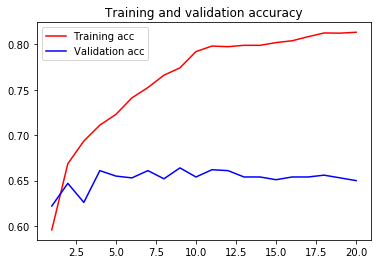 Training and validation accuracy
Training acc
Validation acc
0.80
0.75
0.70
0.65
0.60
2.5 5.0 7.5 10.0 12.5 15.0 17.5 20.0